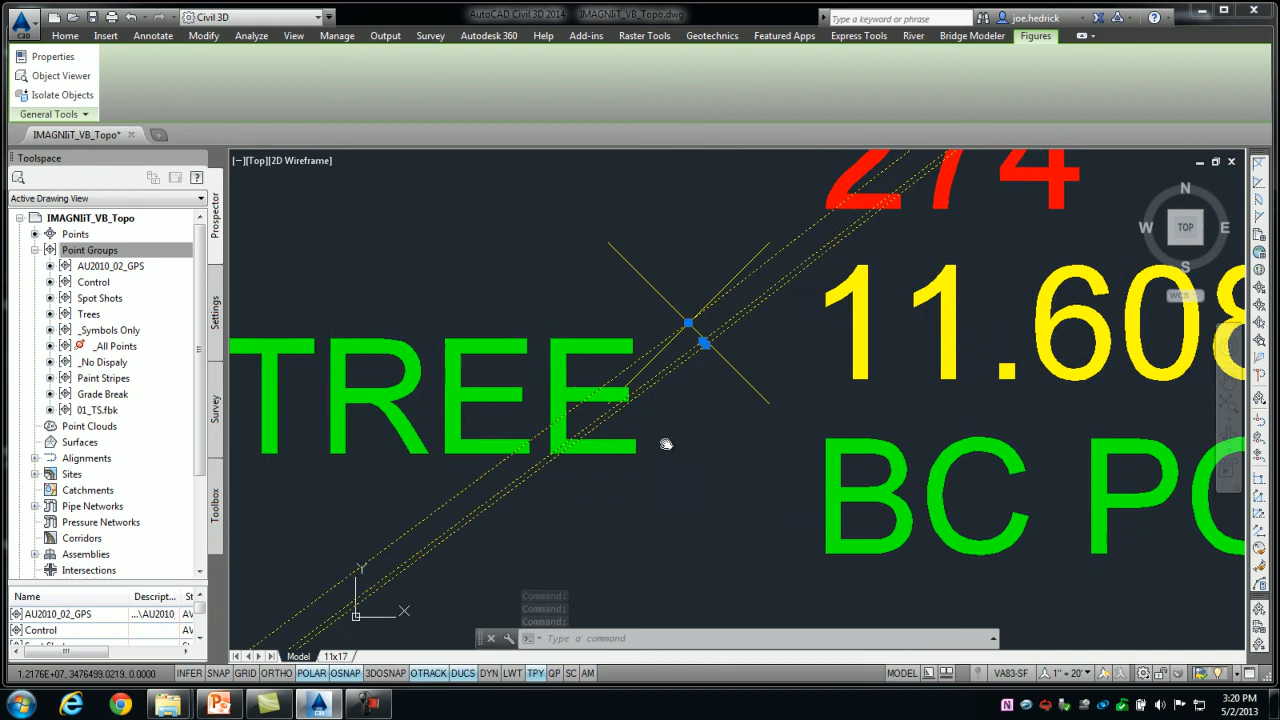 Civil 3D
AutoCAD Civil 3D 2014 IMAGNIiT_VB_Topo.dwg
Type a keyword or phrase
joe.hedrick
Home Insert Annotate Modify Analyze View Manage Output Survey Autodesk 360 Help Add-ins Raster Tools Geotechnics Featured Apps Express Tools River Bridge Modeler Figures
Properties
Object Viewer
Isolate Objects
General Tools
IMAGNIiT_VB_Topo*
Toolspace
Active Drawing View
IMAGNIiT_VB_Topo
Points
Point Groups
AU2010_02_GPS
Control
Spot Shots
Trees
_Symbols Only
_All Points
_No Dispaly
Paint Stripes
Grade Break
01_TS.fbk
Point Clouds
Surfaces
Alignments
Sites
Catchments
Pipe Networks
Pressure Networks
Corridors
Assemblies
Intersections
Name Descript... St
AU2010_02_GPS ...\AU2010_ AV
Control AV
Prospector
Settings
Survey
Toolbox
[−][Top][2D Wireframe]
274
11.608
TREE
BC PC
N
W TOP E
S
WCS
Y
X
Command:
Command:
Command:
Type a command
Model 11x17
1.2176E+07, 3476499.0219, 0.0000
INFER SNAP GRID ORTHO POLAR OSNAP 3DOSNAP OTRACK DUCS DYN LWT TPY QP SC AM
MODEL VA83-SF 1" = 20'
3:20 PM
5/2/2013